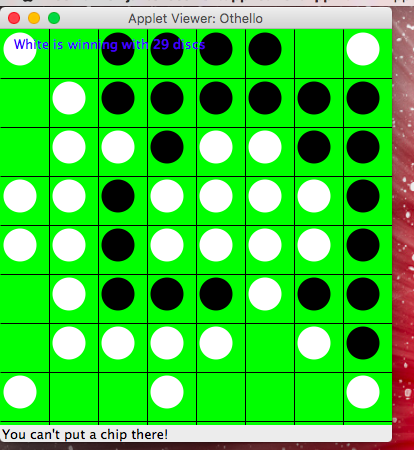 Applet Viewer: Othello
White is winning with 29 discs
You can't put a chip there!